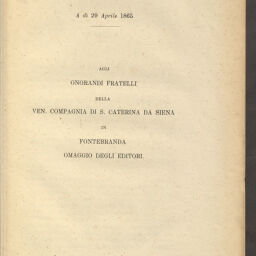 A dì 29 Aprile 1865
AGLI
ONORANDI FRATELLI
DELLA
VEN. COMPAGNIA DI S. CATERINA DA SIENA
IN
FONTEBRANDA
OMAGGIO DEGLI EDITORI.